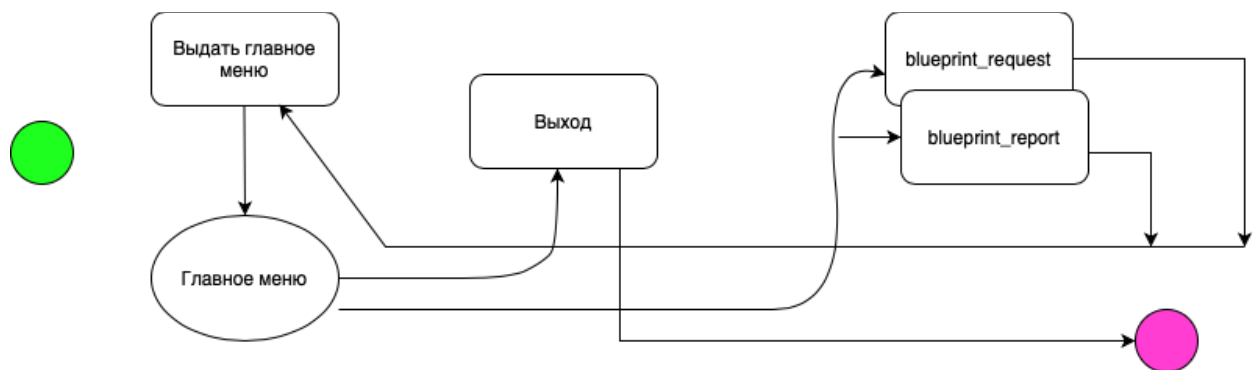 Выдать главное
меню
Выход
blueprint_request
blueprint_report
Главное меню